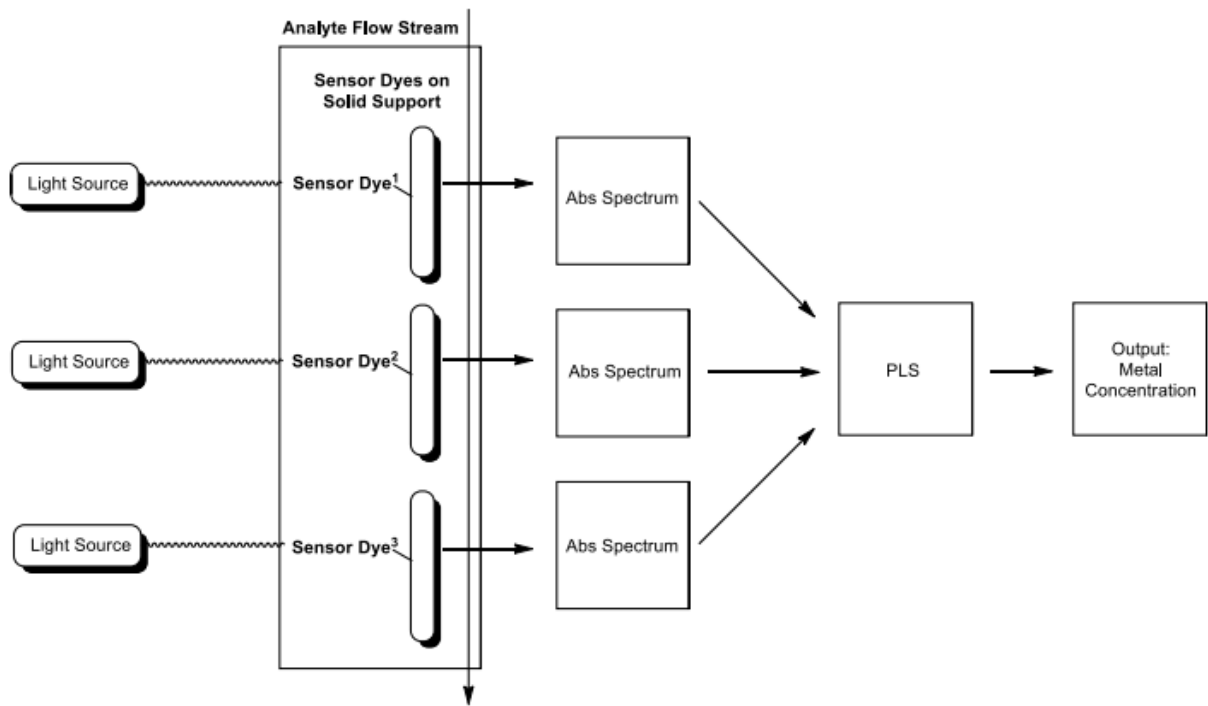 Analyte Flow Stream
Sensor Dyes on
Solid Support
Light Source
Sensor Dye¹
Abs Spectrum
Light Source
Sensor Dye²
Abs Spectrum
PLS
Output:
Metal
Concentration
Light Source
Sensor Dye³
Abs Spectrum